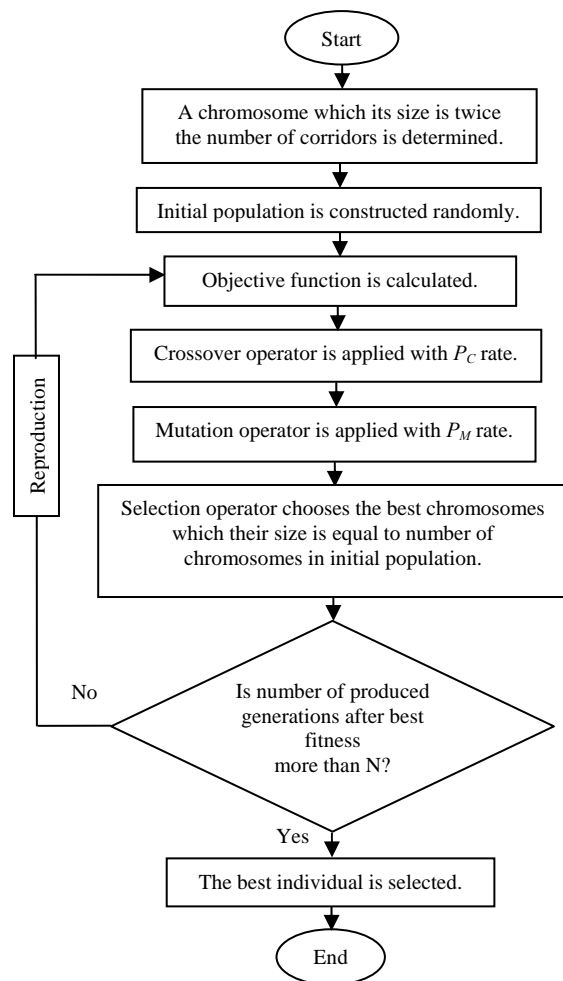 Start
A chromosome which its size is twice
the number of corridors is determined.
Initial population is constructed randomly.
Objective function is calculated.
Crossover operator is applied with PC rate.
Reproduction
Mutation operator is applied with PM rate.
Selection operator chooses the best chromosomes
which their size is equal to number of
chromosomes in initial population.
No
Is number of produced
generations after best
fitness
more than N?
Yes
The best individual is selected.
End